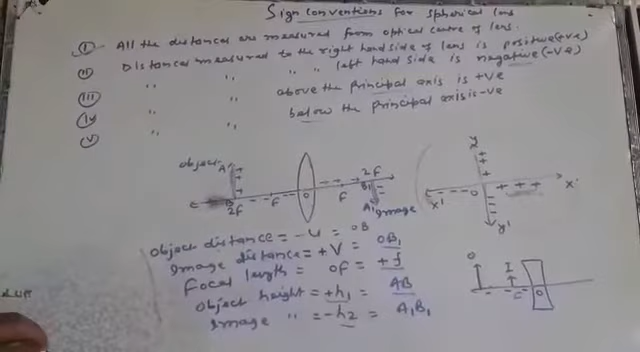 Sign conventions for Spherical lens
(i) All the distances are measured from optical centre of lens.
(ii) Distances measured to the right hand side of lens is positive (+ve)
(iii) " " " " left hand side is negative (-ve)
(iv) " " above the principal axis is +ve
(v) " " below the principal axis is -ve
Object A
2F
B 2F F O F B1
A1 Image
Y
X' O X
Y'
Object distance = -u = OB
Image distance = +V = OB1
Focal length = OF = +f
Object height = +h1 = AB
Image " = -h2 = A1B1
O I
C O